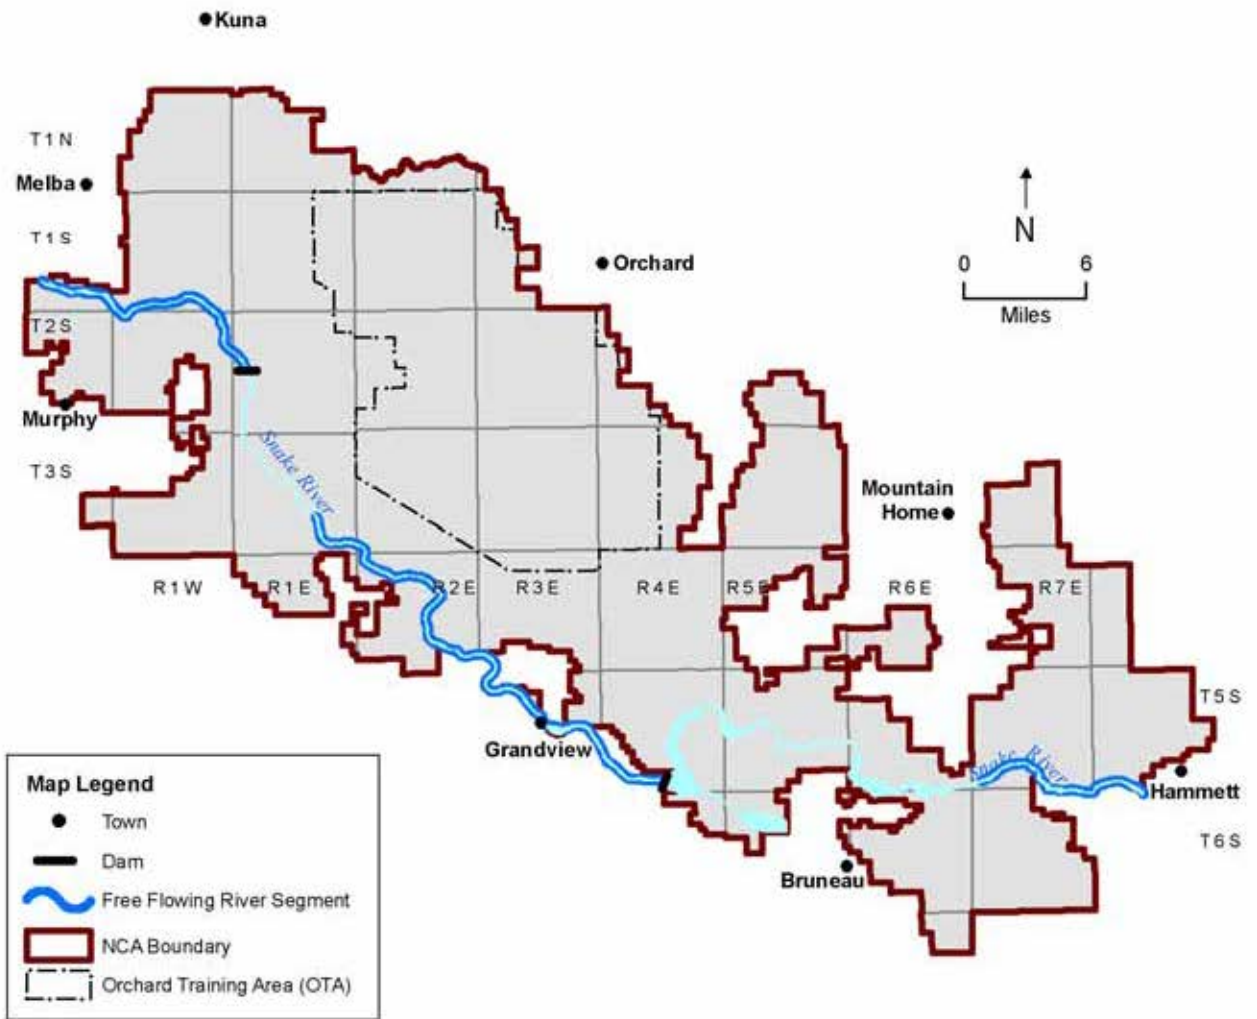 Kuna
T1N
Melba
T1S
Orchard
N
0 6
Miles
T2S
Murphy
Snake River
T3S
Mountain
Home
R1W R1E R2E R3E R4E R5E R6E R7E
T5S
Grandview
Snake River
Hammett
T6S
Bruneau
Map Legend
Town
Dam
Free Flowing River Segment
NCA Boundary
Orchard Training Area (OTA)